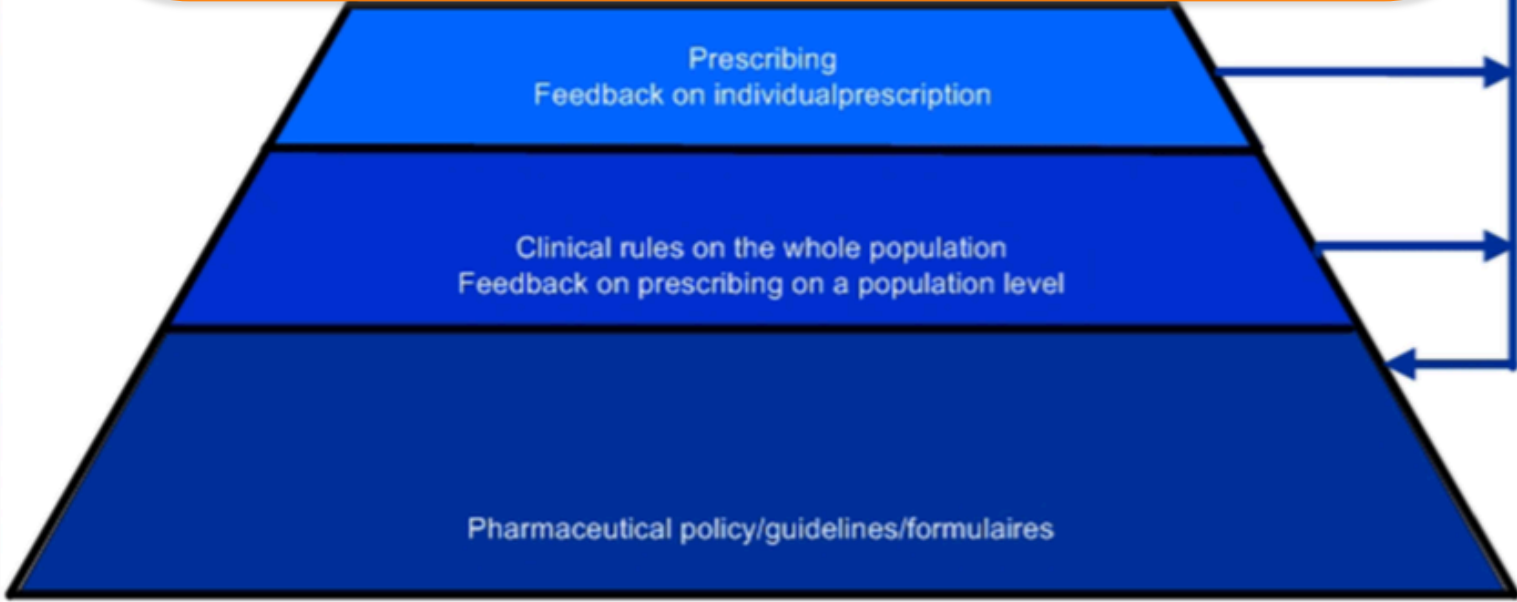 Prescribing
Feedback on individualprescription
Clinical rules on the whole population
Feedback on prescribing on a population level
Pharmaceutical policy/guidelines/formulaires